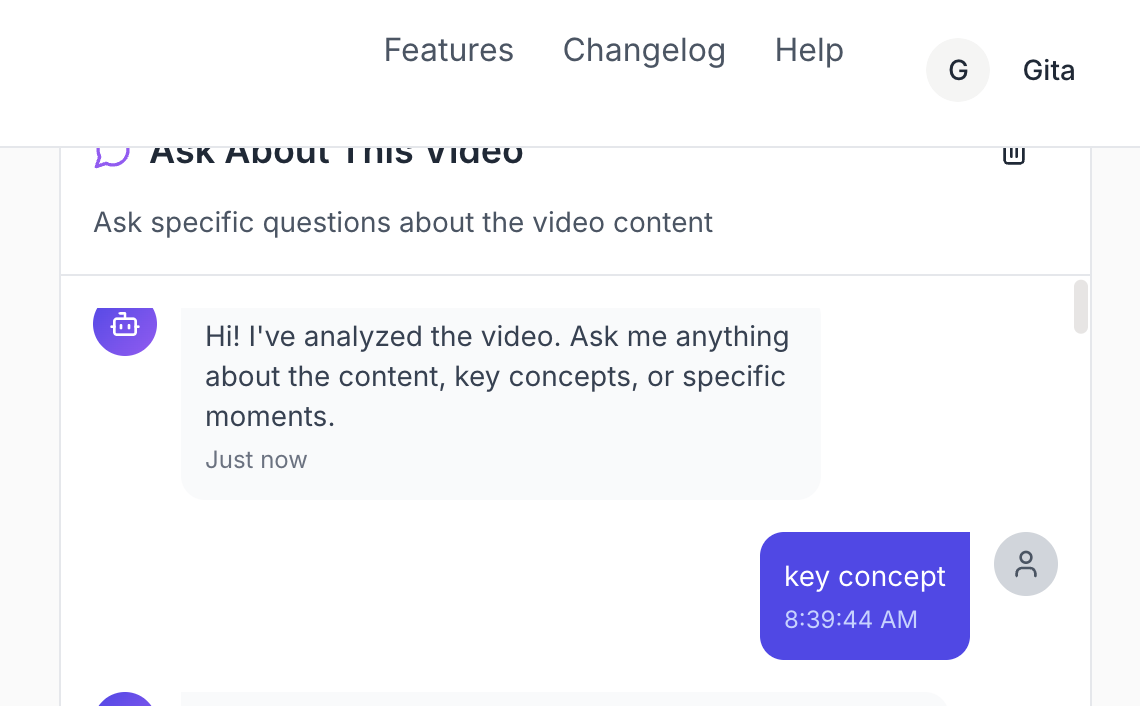 Features Changelog Help G Gita
Ask About This Video
Ask specific questions about the video content
Hi! I've analyzed the video. Ask me anything
about the content, key concepts, or specific
moments.
Just now
key concept
8:39:44 AM